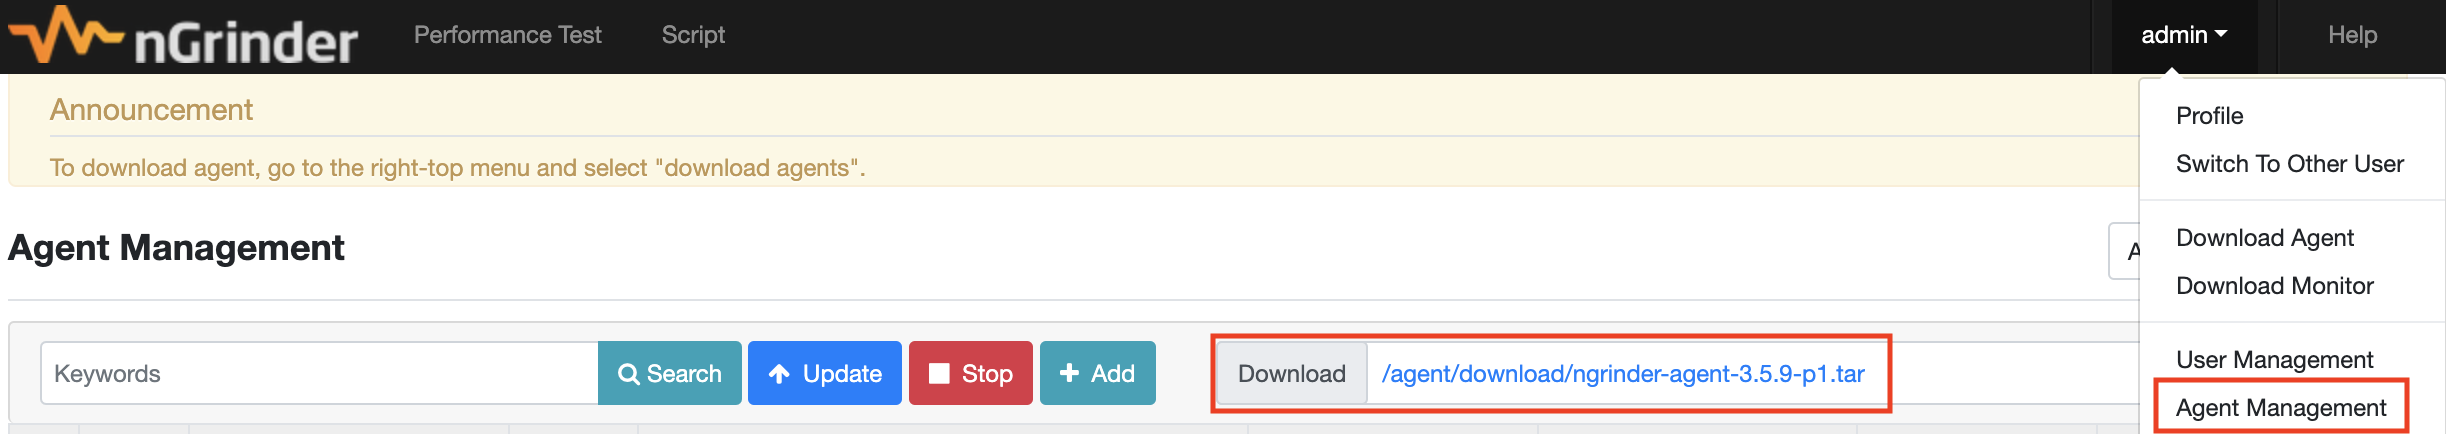 nGrinder Performance Test Script admin Help
Announcement
To download agent, go to the right-top menu and select "download agents".
Profile
Switch To Other User
Download Agent
Download Monitor
User Management
Agent Management
Agent Management
A
Keywords Search Update Stop Add Download /agent/download/ngrinder-agent-3.5.9-p1.tar